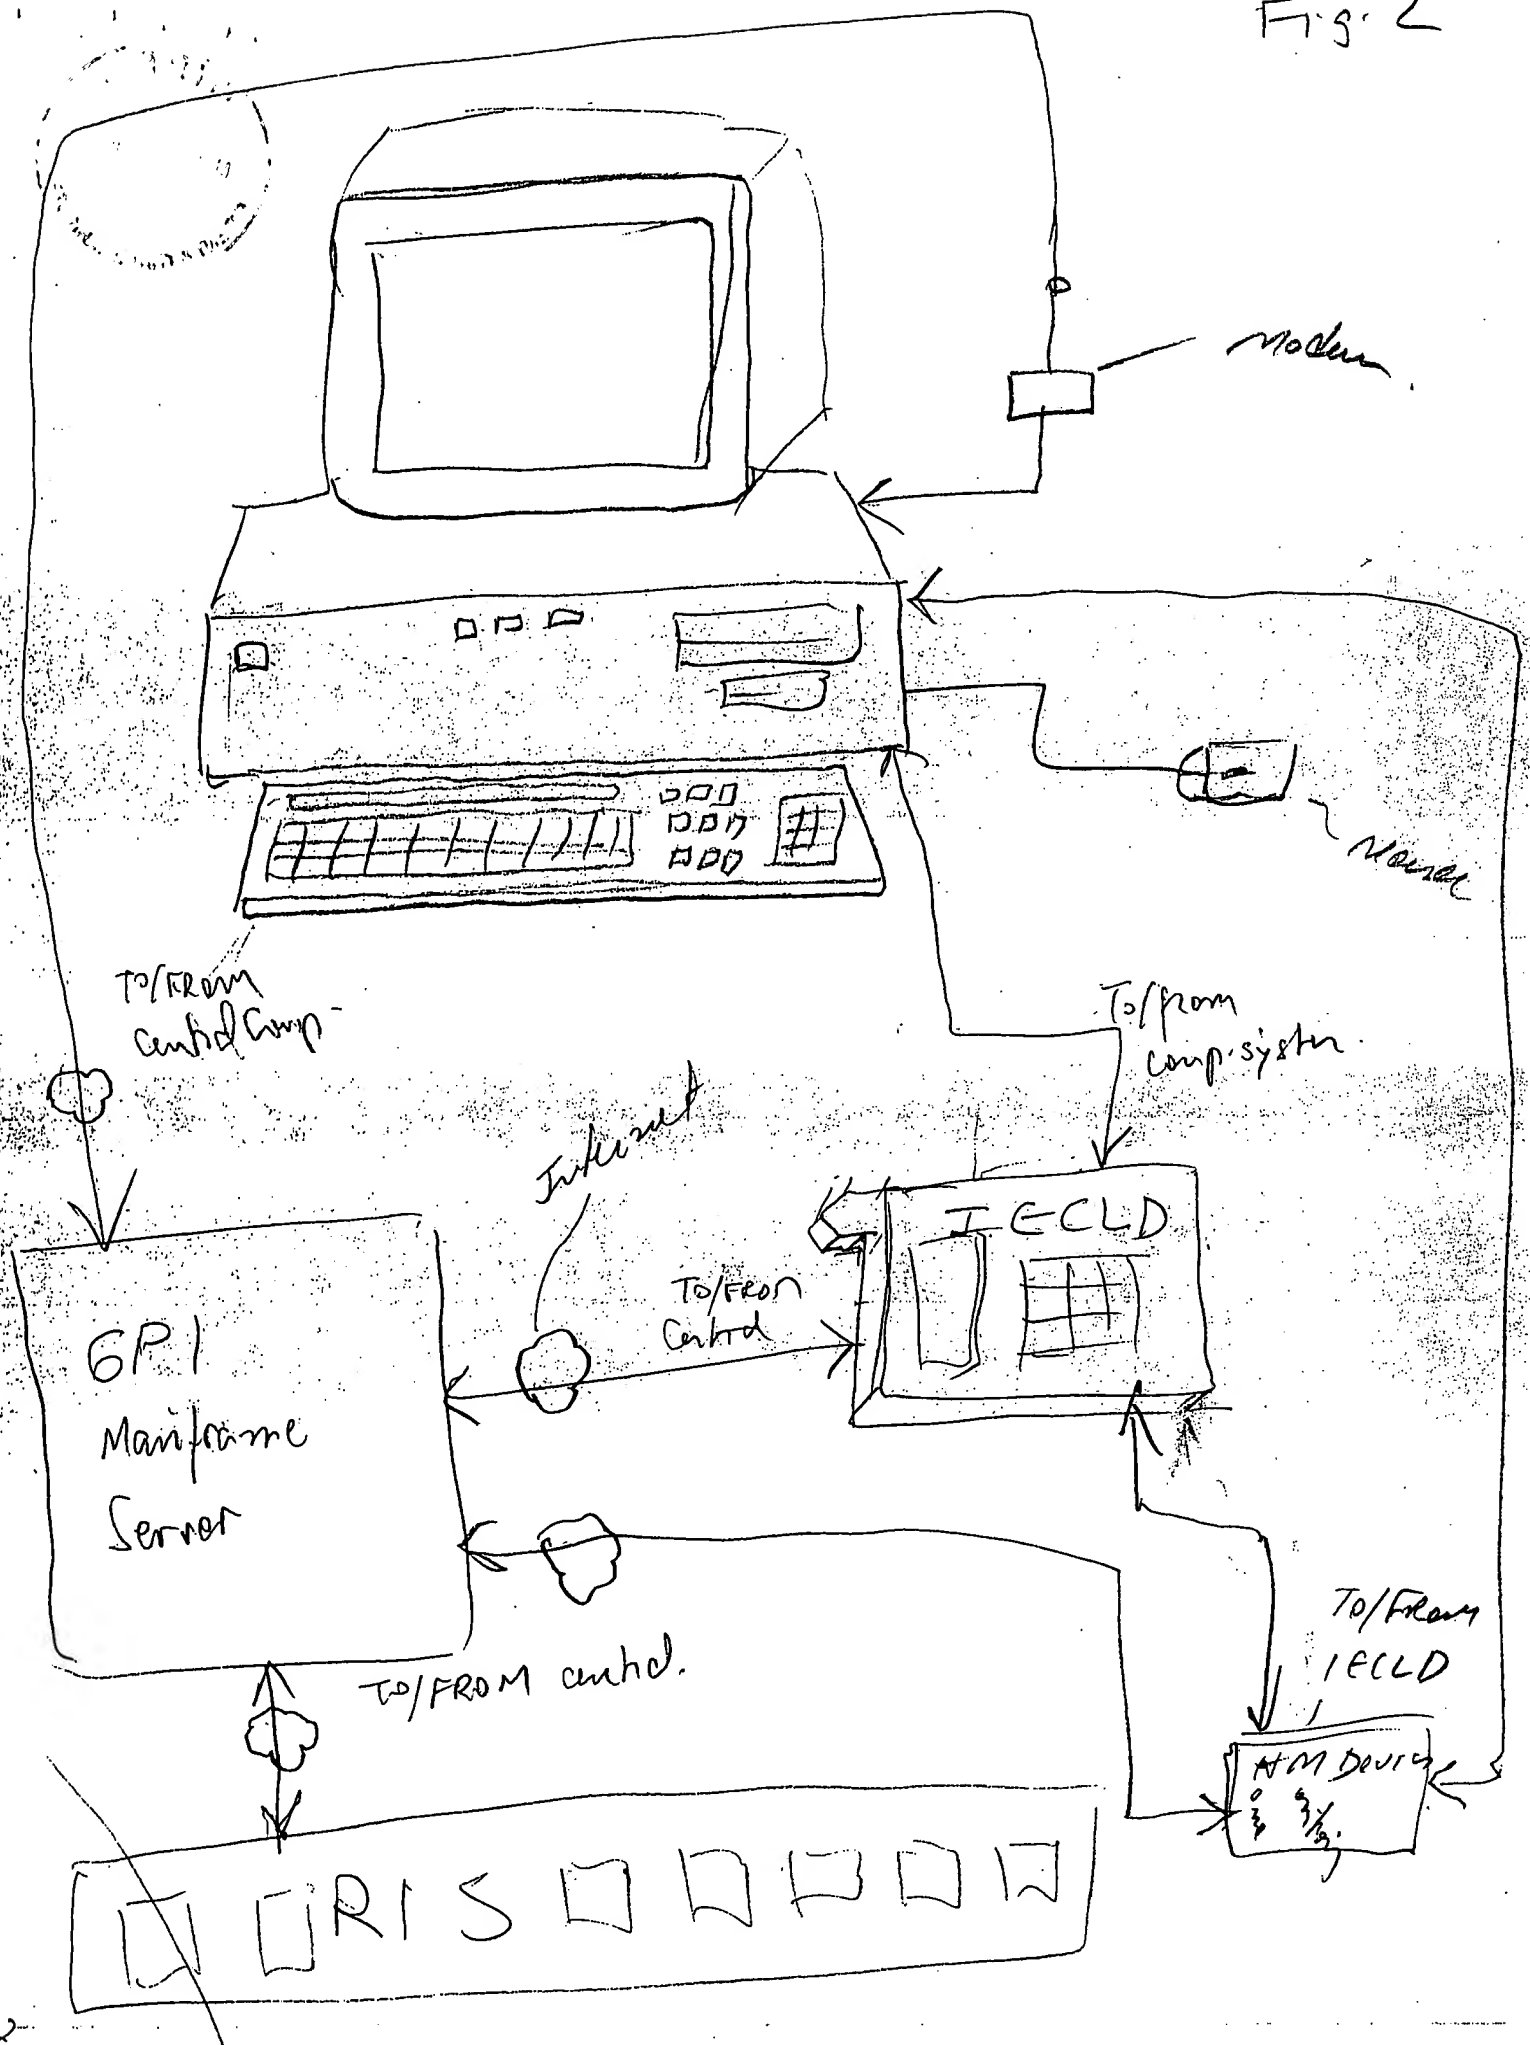 Fig. 2
Modem
Mouse
TO/FROM
Central Comp.
To/from
comp. system.
Internet
IECLD
TO/FROM
Central
GPI
Mainframe
Server
TO/FROM
IECLD
TO/FROM central.
HM Device
RIS